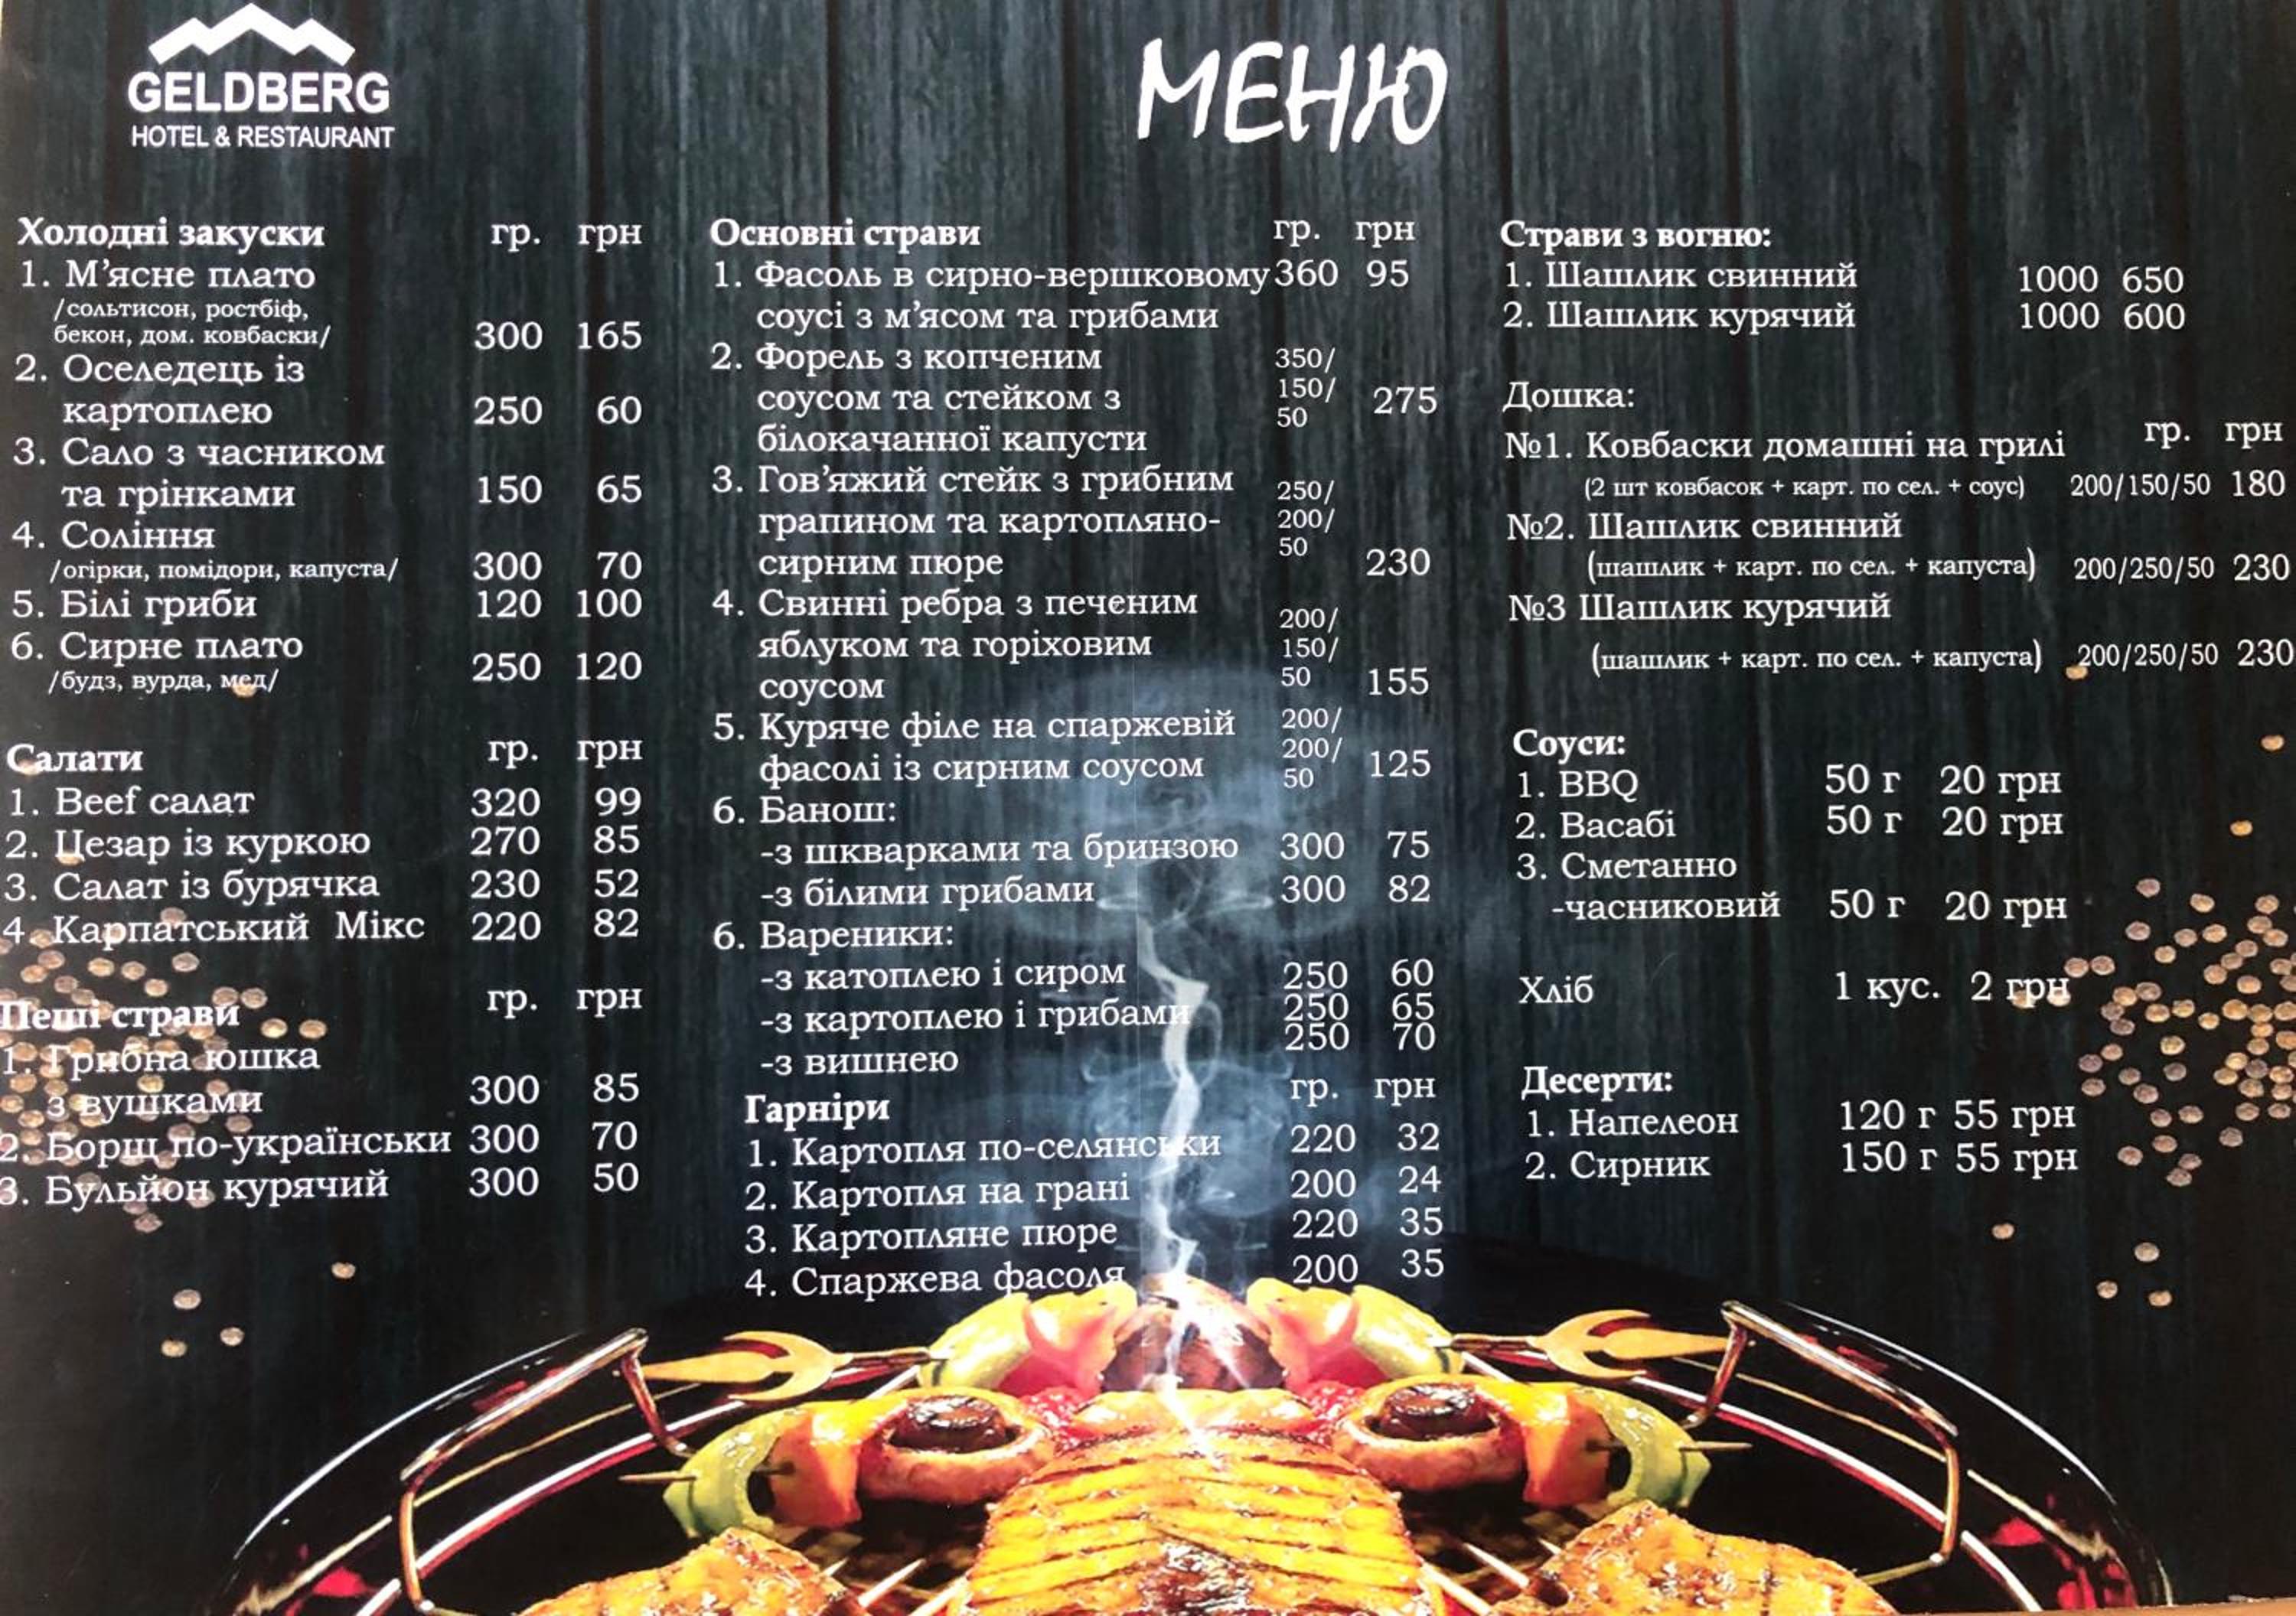 GELDBERG
HOTEL & RESTAURANT
МЕНЮ
Холодні закуски гр. грн
1. М'ясне плато
/сольтисон, ростбіф,
бекон, дом. ковбаски/ 300 165
2. Оселедець із
картоплею 250 60
3. Сало з часником
та грінками 150 65
4. Соління
/огірки, помідори, капуста/ 300 70
5. Білі гриби 120 100
6. Сирне плато
/будз, вурда, мед/ 250 120
Салати гр. грн
1. Beef салат 320 99
2. Цезар із куркою 270 85
3. Салат із бурячка 230 52
4. Карпатський Мікс 220 82
Пеші страви гр. грн
1. Грибна юшка
з вушками 300 85
2. Борщ по-українськи 300 70
3. Бульйон курячий 300 50
Основні страви гр. грн
1. Фасоль в сирно-вершковому 360 95
соусі з м'ясом та грибами
2. Форель з копченим 350/
соусом та стейком з 150/ 275
білокачанної капусти 50
3. Гов'яжий стейк з грибним 250/
грапином та картопляно- 200/
сирним пюре 50 230
4. Свинні ребра з печеним 200/
яблуком та горіховим 150/
соусом 50 155
5. Куряче філе на спаржевій 200/
200/
фасолі із сирним соусом 50 125
6. Банош:
-з шкварками та бринзою 300 75
-з білими грибами 300 82
6. Вареники:
-з катоплею і сиром 250 60
-з картоплею і грибами 250 65
-з вишнею 250 70
Гарніри гр. грн
1. Картопля по-селянськи 220 32
2. Картопля на грані 200 24
3. Картопляне пюре 220 35
4. Спаржева фасоля 200 35
Страви з вогню:
1. Шашлик свинний 1000 650
2. Шашлик курячий 1000 600
Дошка:
гр. грн
№1. Ковбаски домашні на грилі
(2 шт ковбасок + карт. по сел. + соус) 200/150/50 180
№2. Шашлик свинний
(шашлик + карт. по сел. + капуста) 200/250/50 230
№3 Шашлик курячий
(шашлик + карт. по сел. + капуста) 200/250/50 230
Соуси:
1. BBQ 50 г 20 грн
2. Васабі 50 г 20 грн
3. Сметанно
-часниковий 50 г 20 грн
Хліб 1 кус. 2 грн
Десерти:
1. Напелеон 120 г 55 грн
2. Сирник 150 г 55 грн